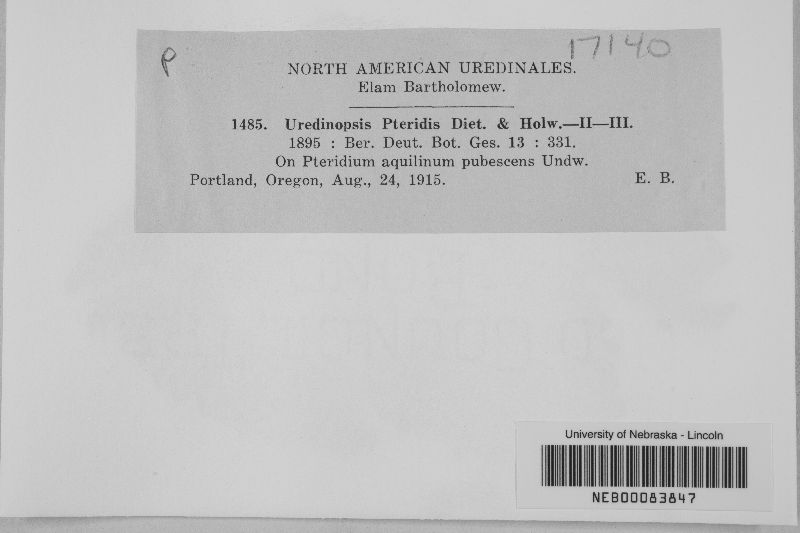 P
17140
NORTH AMERICAN UREDINALES.
Elam Bartholomew.
1485. Uredinopsis Pteridis Diet. & Holw.—II—III.
1895 : Ber. Deut. Bot. Ges. 13 : 331.
On Pteridium aquilinum pubescens Undw.
Portland, Oregon, Aug., 24, 1915. E. B.
University of Nebraska - Lincoln
NEB00083847